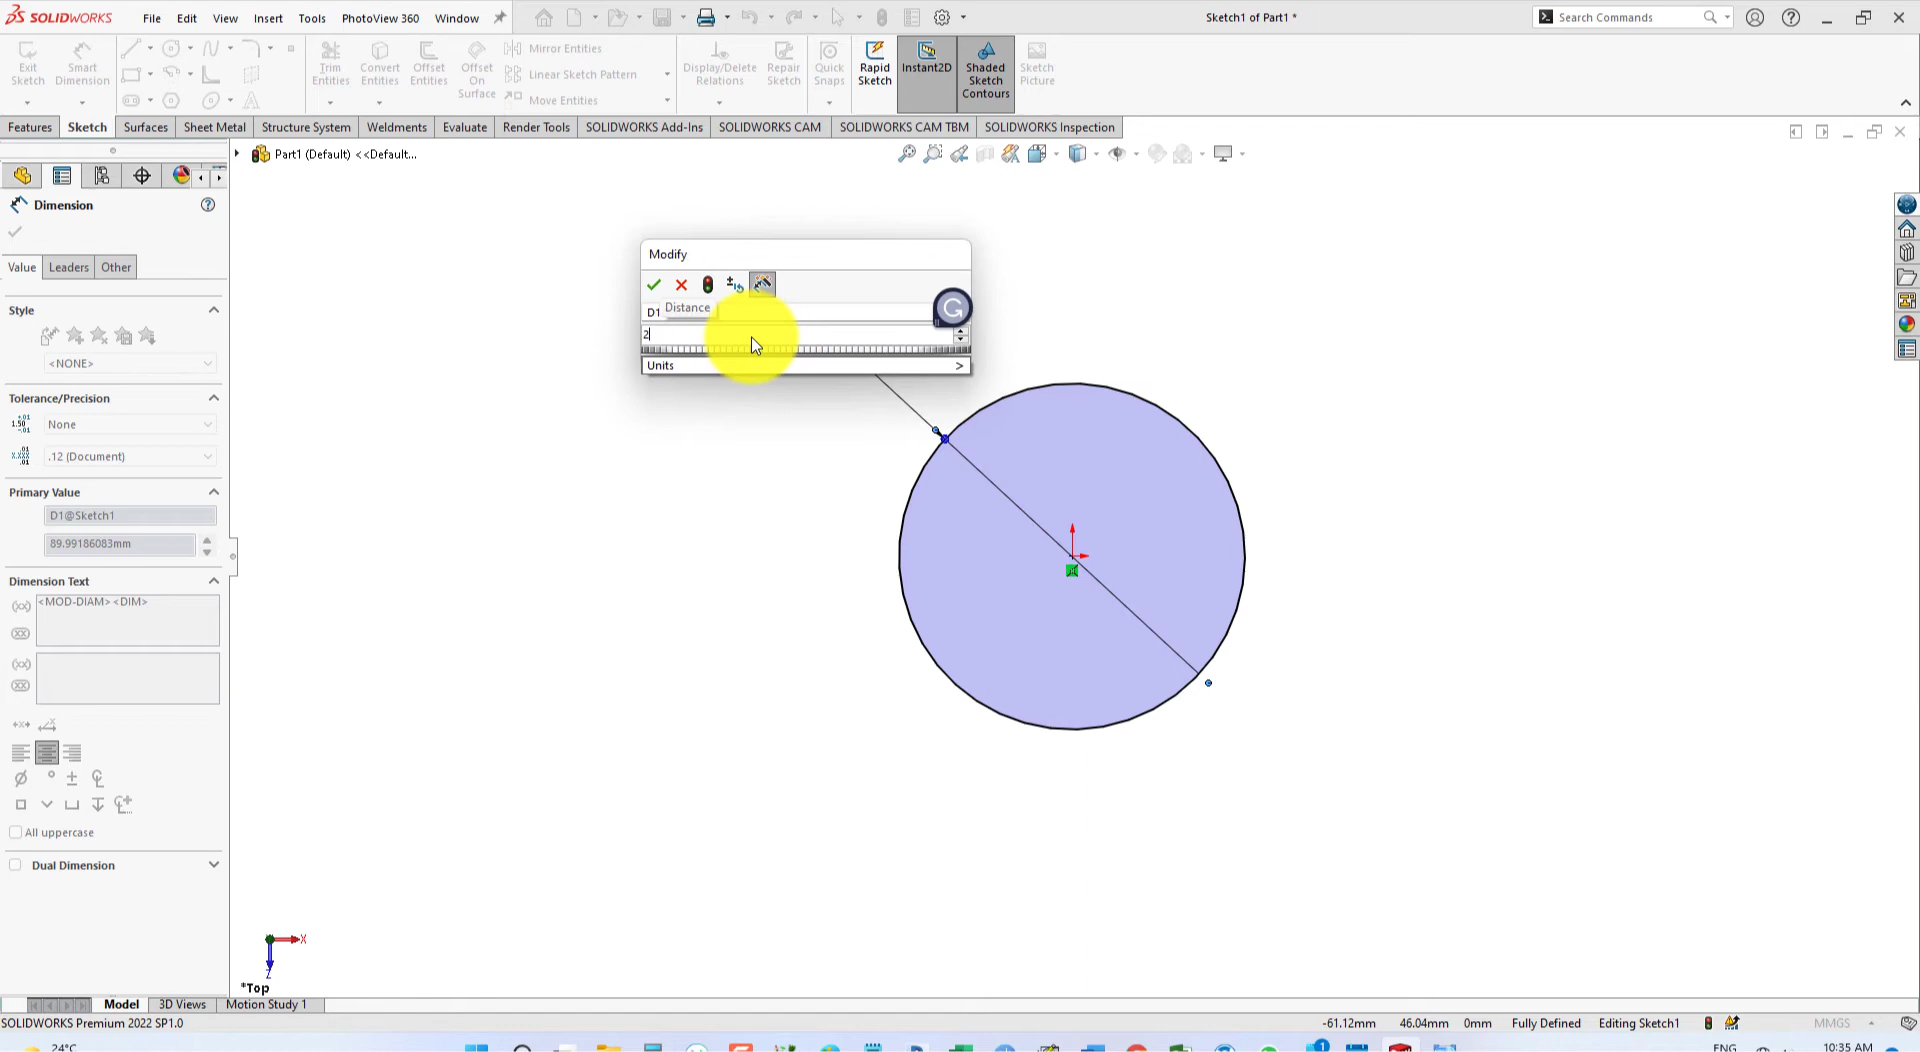 SOLIDWORKS File Edit View Insert Tools PhotoView 360 Window Sketch1 of Part1 * Search Commands
Exit Sketch Smart Dimension Trim Entities Convert Entities Offset Entities Offset On Surface Mirror Entities Linear Sketch Pattern Move Entities Display/Delete Relations Repair Sketch Quick Snaps Rapid Sketch Instant2D Shaded Sketch Contours Sketch Picture
Features Sketch Surfaces Sheet Metal Structure System Weldments Evaluate Render Tools SOLIDWORKS Add-Ins SOLIDWORKS CAM SOLIDWORKS CAM TBM SOLIDWORKS Inspection
Part1 (Default) <<Default...
Dimension
Value Leaders Other
Style
<NONE>
Tolerance/Precision
None
.12 (Document)
Primary Value
D1@Sketch1
89.99186083mm
Dimension Text
<MOD-DIAM><DIM>
All uppercase
Dual Dimension
Modify
D1 Distance
2
Units >
X
Z
*Top
Model 3D Views Motion Study 1
SOLIDWORKS Premium 2022 SP1.0 -61.12mm 46.04mm 0mm Fully Defined Editing Sketch1 MMGS
24°C
1
ENG
10:35 AM